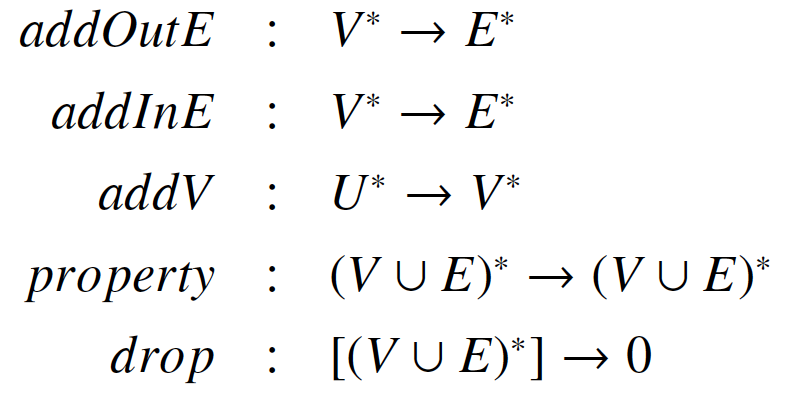 addOutE : V* → E*
addInE : V* → E*
addV : U* → V*
property : (V ∪ E)* → (V ∪ E)*
drop : [(V ∪ E)*] → 0